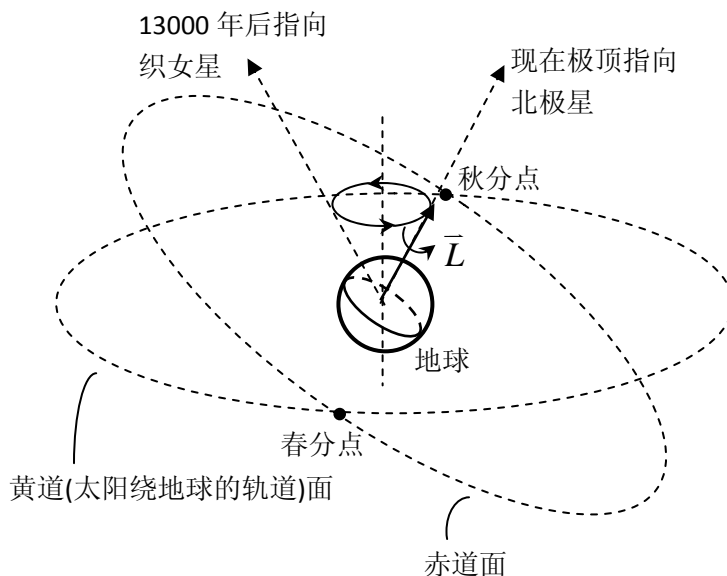 13000 年后指向
织女星
现在极顶指向
北极星
秋分点
L̄
地球
春分点
黄道(太阳绕地球的轨道)面
赤道面